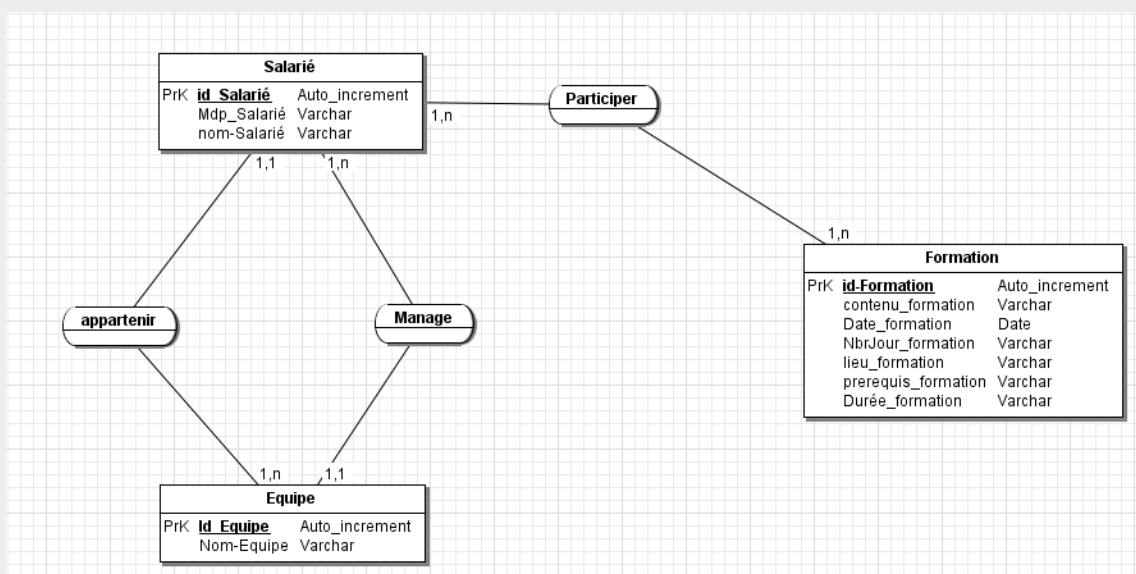 Salarié
PrK id_Salarié Auto_increment
Mdp_Salarié Varchar
nom-Salarié Varchar
1,n
Participer
1,1
1,n
1,n
Formation
PrK id-Formation Auto_increment
contenu_formation Varchar
Date_formation Date
NbrJour_formation Varchar
lieu_formation Varchar
prerequis_formation Varchar
Durée_formation Varchar
appartenir
Manage
1,n
1,1
Equipe
PrK Id_Equipe Auto_increment
Nom-Equipe Varchar